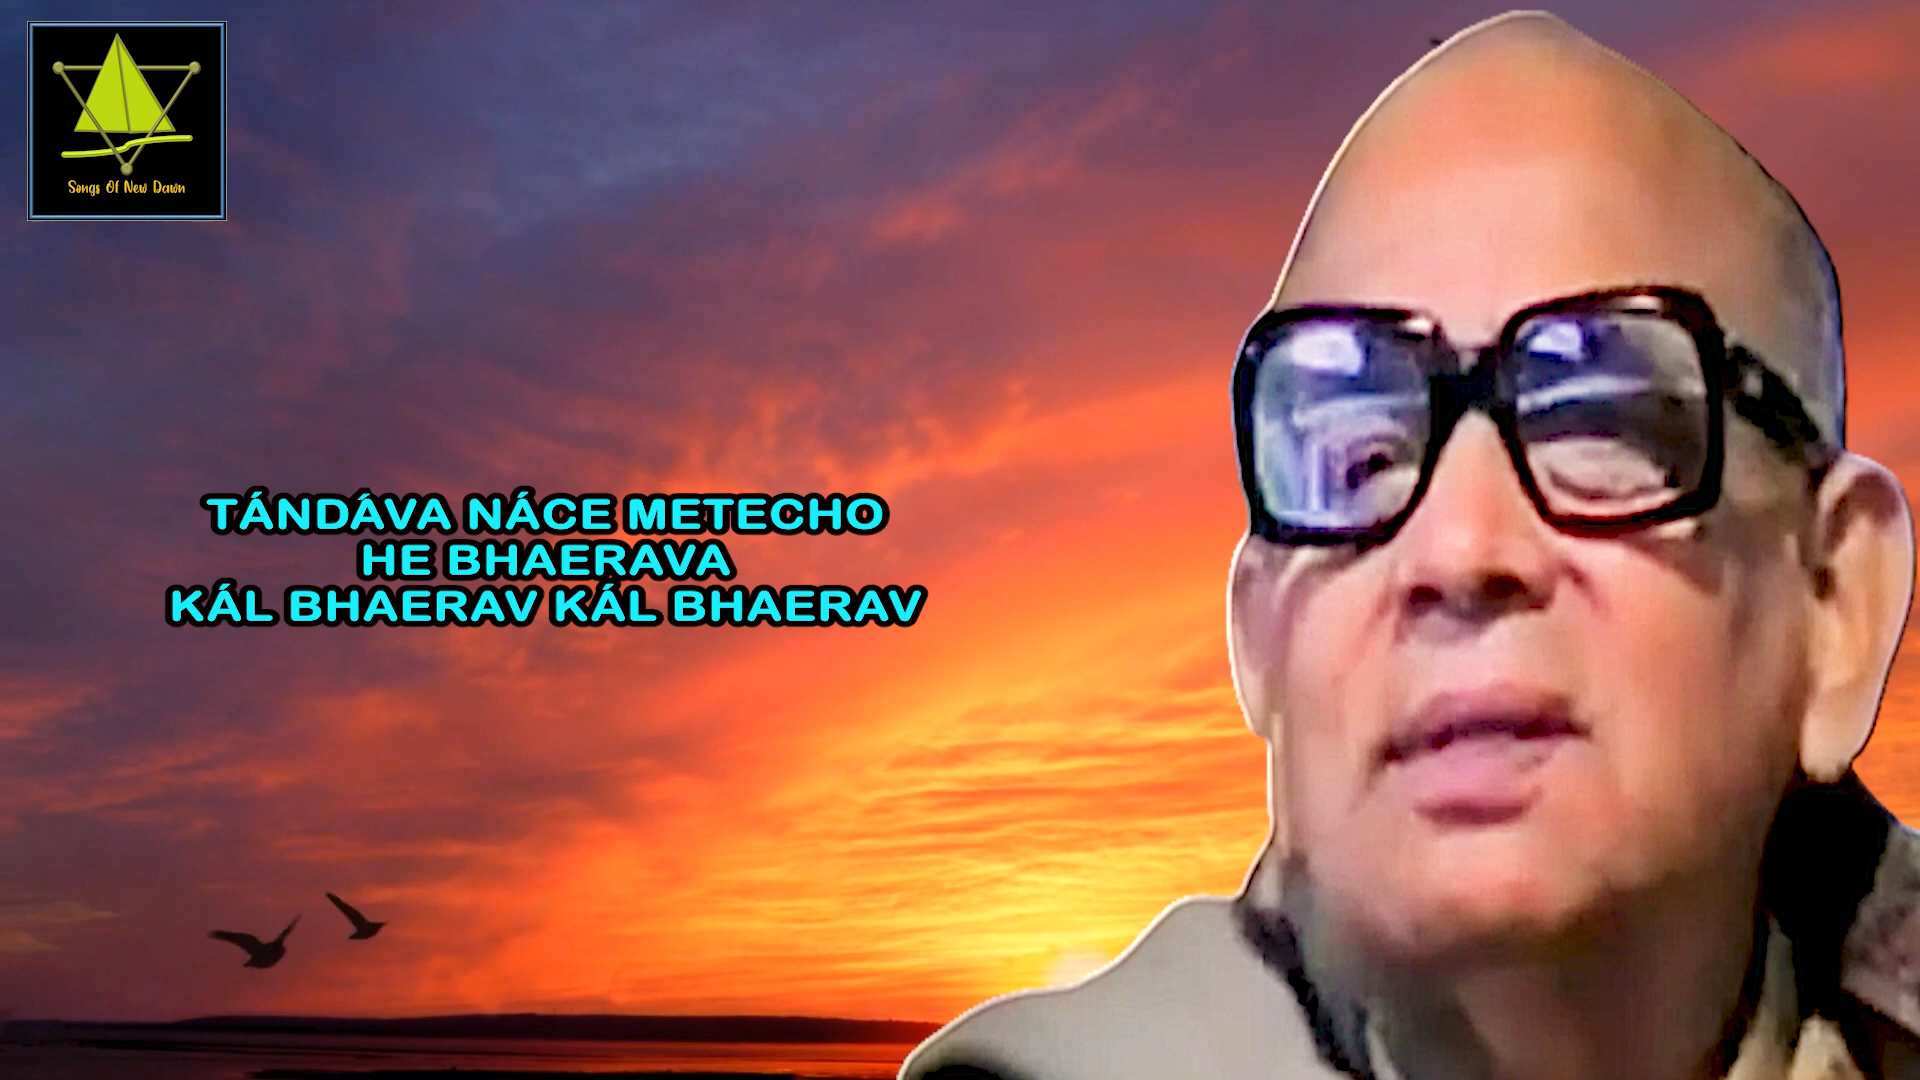 Songs Of New Dawn
TÁNDÁVA NÁCE METECHO
HE BHAERAVA
KÁL BHAERAV KÁL BHAERAV